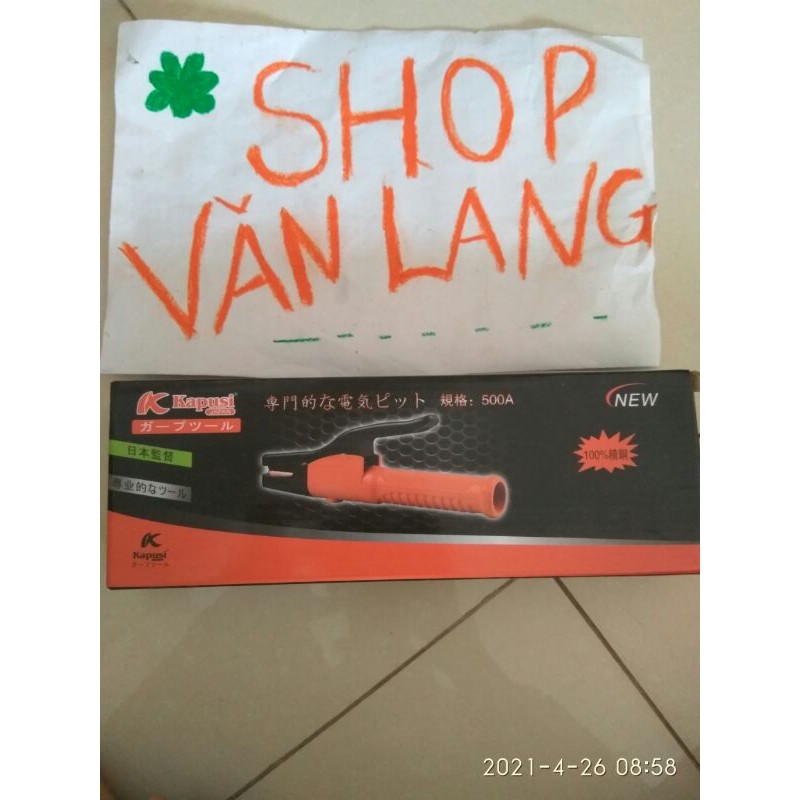 SHOP
VĂN LANG
Kapusi
専門的な電気ピット 規格: 500A
NEW
ガーブツール
日本監督
100%精銅
専业的なツール
Kapusi
ガーブツール
2021-4-26 08:58